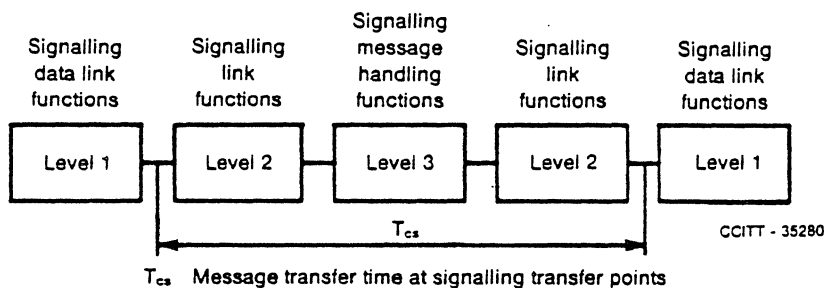 Signalling
data link
functions
Signalling
link
functions
Signalling
message
handling
functions
Signalling
link
functions
Signalling
data link
functions
Level 1
Level 2
Level 3
Level 2
Level 1
Tcs
CCITT - 35280
Tcs Message transfer time at signalling transfer points